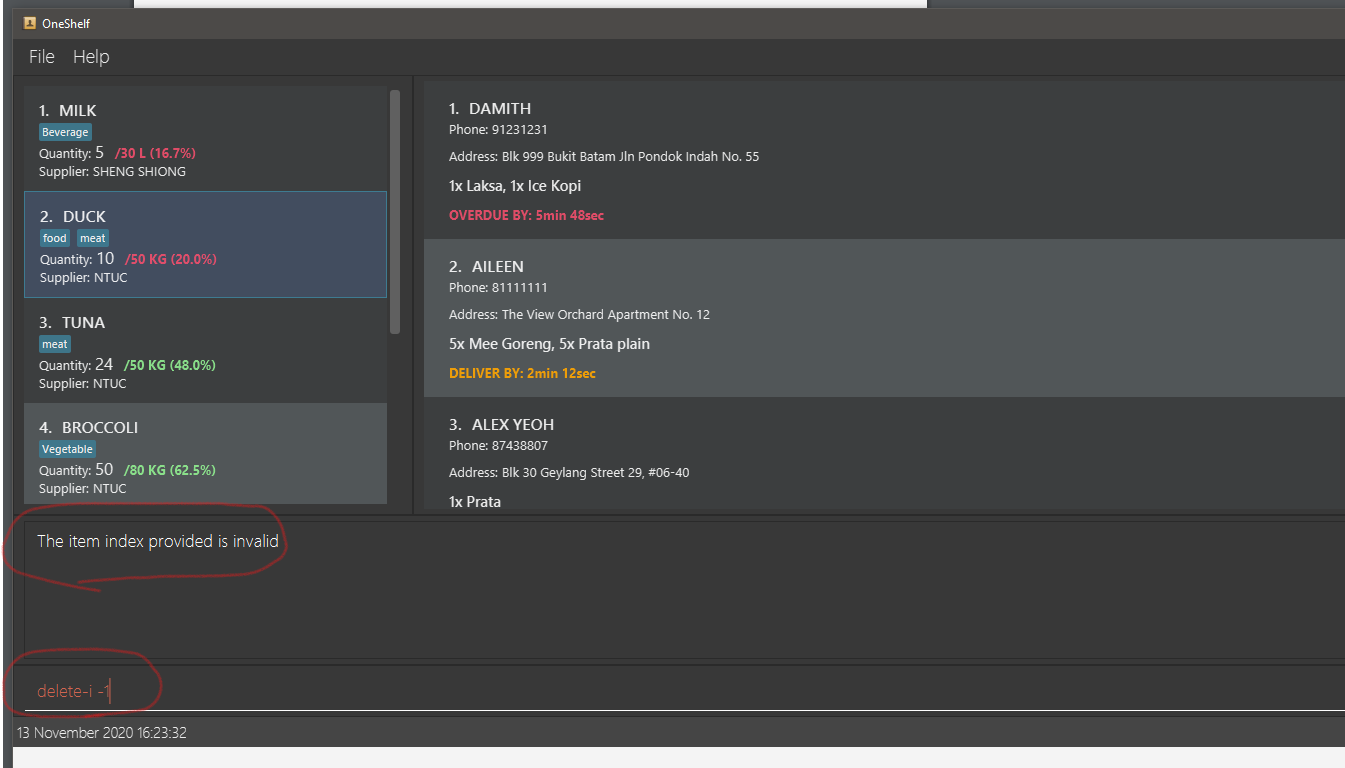 OneShelf
File Help
1. MILK
Beverage
Quantity: 5 /30 L (16.7%)
Supplier: SHENG SHIONG
2. DUCK
food meat
Quantity: 10 /50 KG (20.0%)
Supplier: NTUC
3. TUNA
meat
Quantity: 24 /50 KG (48.0%)
Supplier: NTUC
4. BROCCOLI
Vegetable
Quantity: 50 /80 KG (62.5%)
Supplier: NTUC
1. DAMITH
Phone: 91231231
Address: Blk 999 Bukit Batam Jln Pondok Indah No. 55
1x Laksa, 1x Ice Kopi
OVERDUE BY: 5min 48sec
2. AILEEN
Phone: 81111111
Address: The View Orchard Apartment No. 12
5x Mee Goreng, 5x Prata plain
DELIVER BY: 2min 12sec
3. ALEX YEOH
Phone: 87438807
Address: Blk 30 Geylang Street 29, #06-40
1x Prata
The item index provided is invalid
delete-i -1
13 November 2020 16:23:32